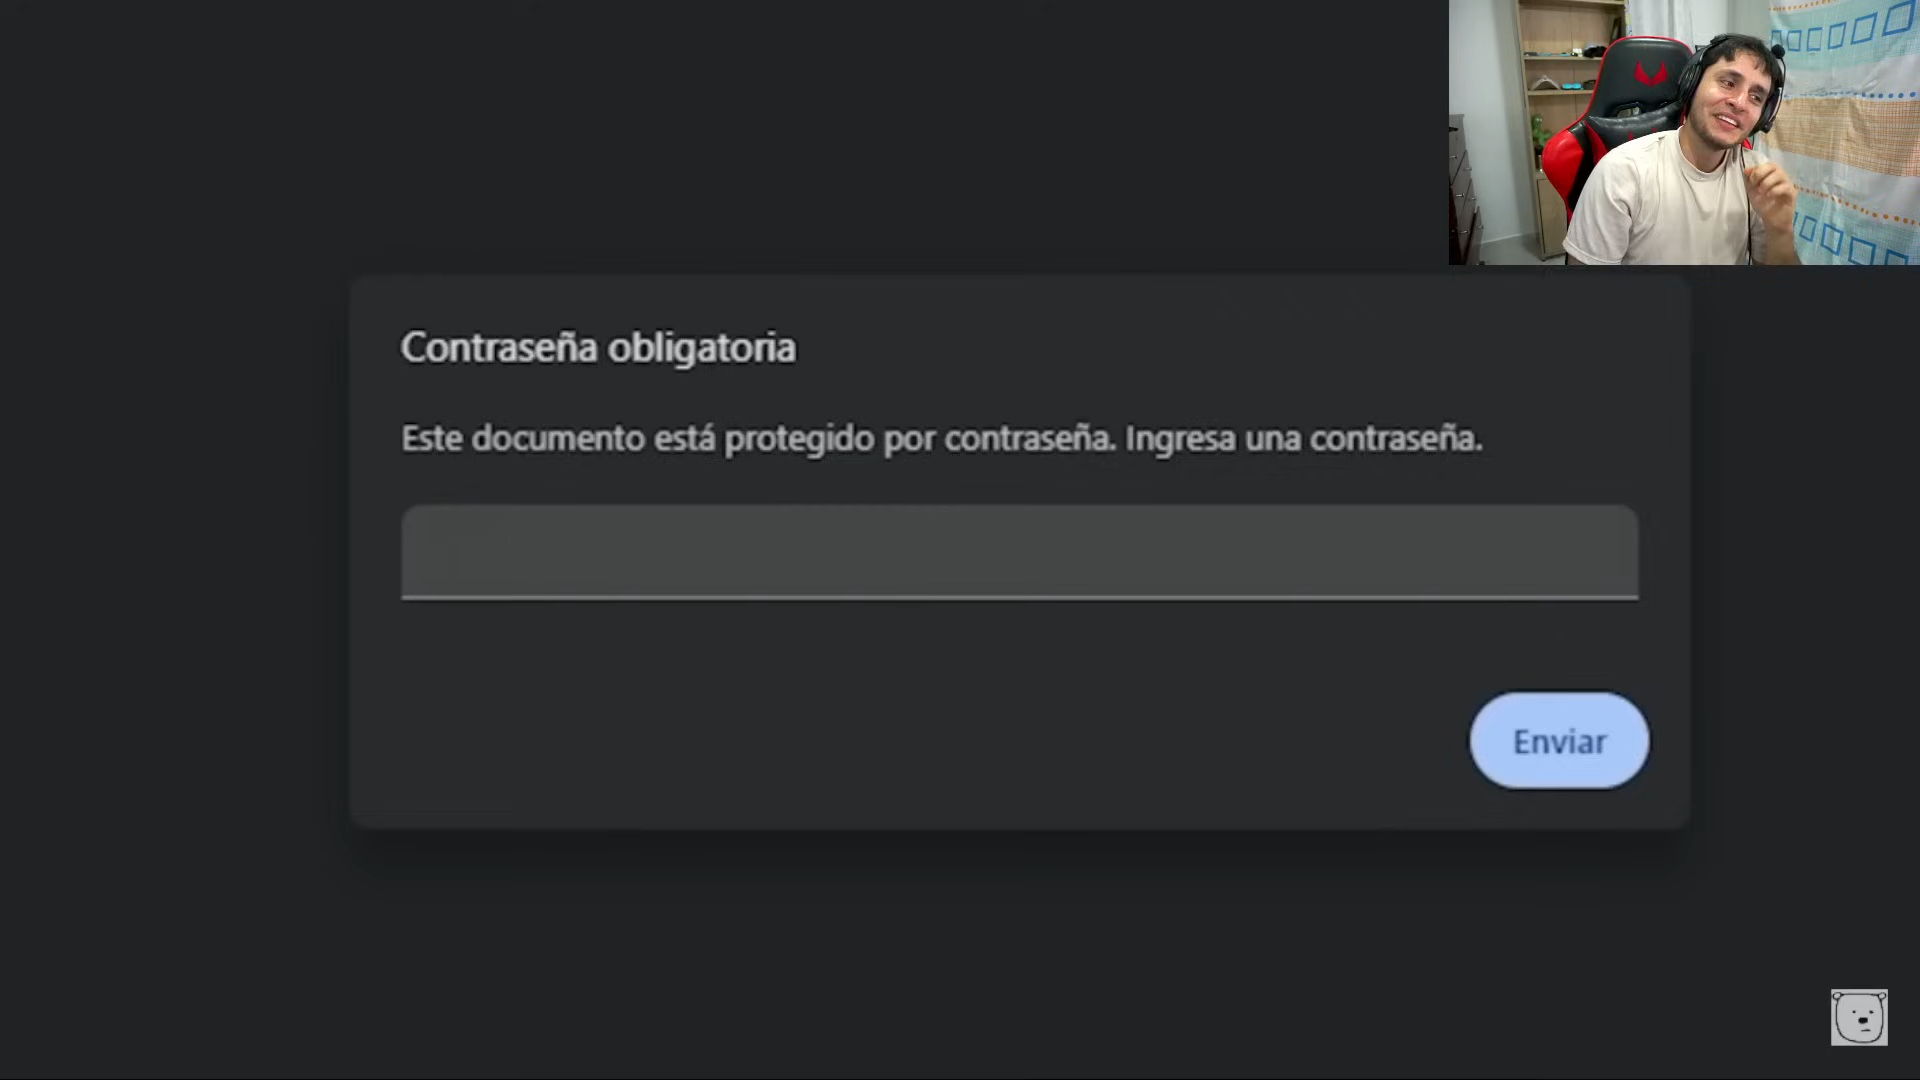 Contraseña obligatoria
Este documento está protegido por contraseña. Ingresa una contraseña.
Enviar